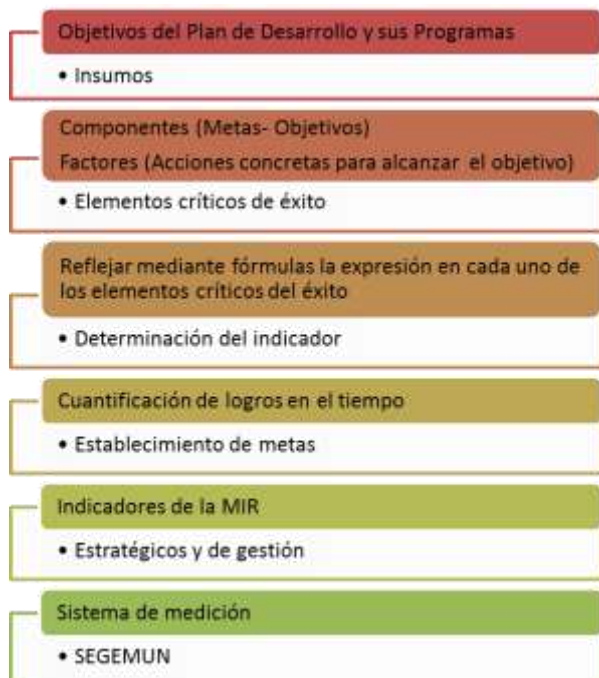 Objetivos del Plan de Desarrollo y sus Programas
• Insumos
Componentes (Metas- Objetivos)
Factores (Acciones concretas para alcanzar el objetivo)
• Elementos críticos de éxito
Reflejar mediante fórmulas la expresión en cada uno de
los elementos críticos del éxito
• Determinación del indicador
Cuantificación de logros en el tiempo
• Establecimiento de metas
Indicadores de la MIR
• Estratégicos y de gestión
Sistema de medición
• SEGEMUN